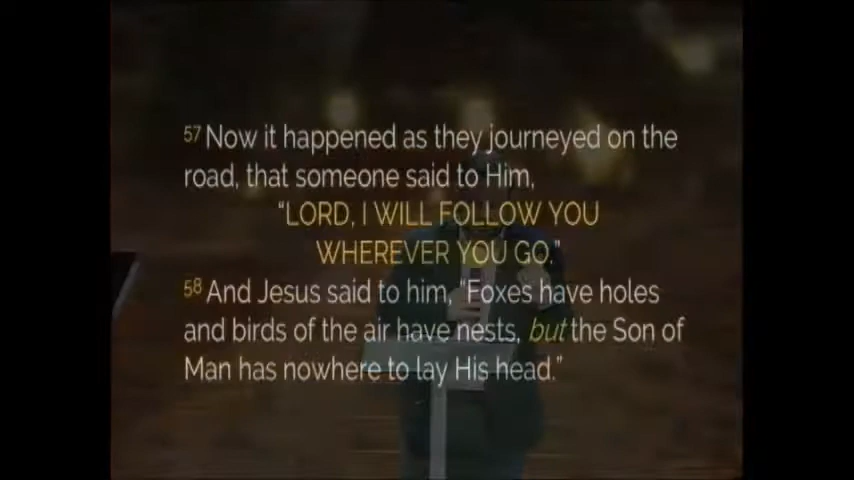 57 Now it happened as they journeyed on the
road, that someone said to Him,
“LORD, I WILL FOLLOW YOU
WHEREVER YOU GO.”
58 And Jesus said to him, “Foxes have holes
and birds of the air have nests, but the Son of
Man has nowhere to lay His head.”